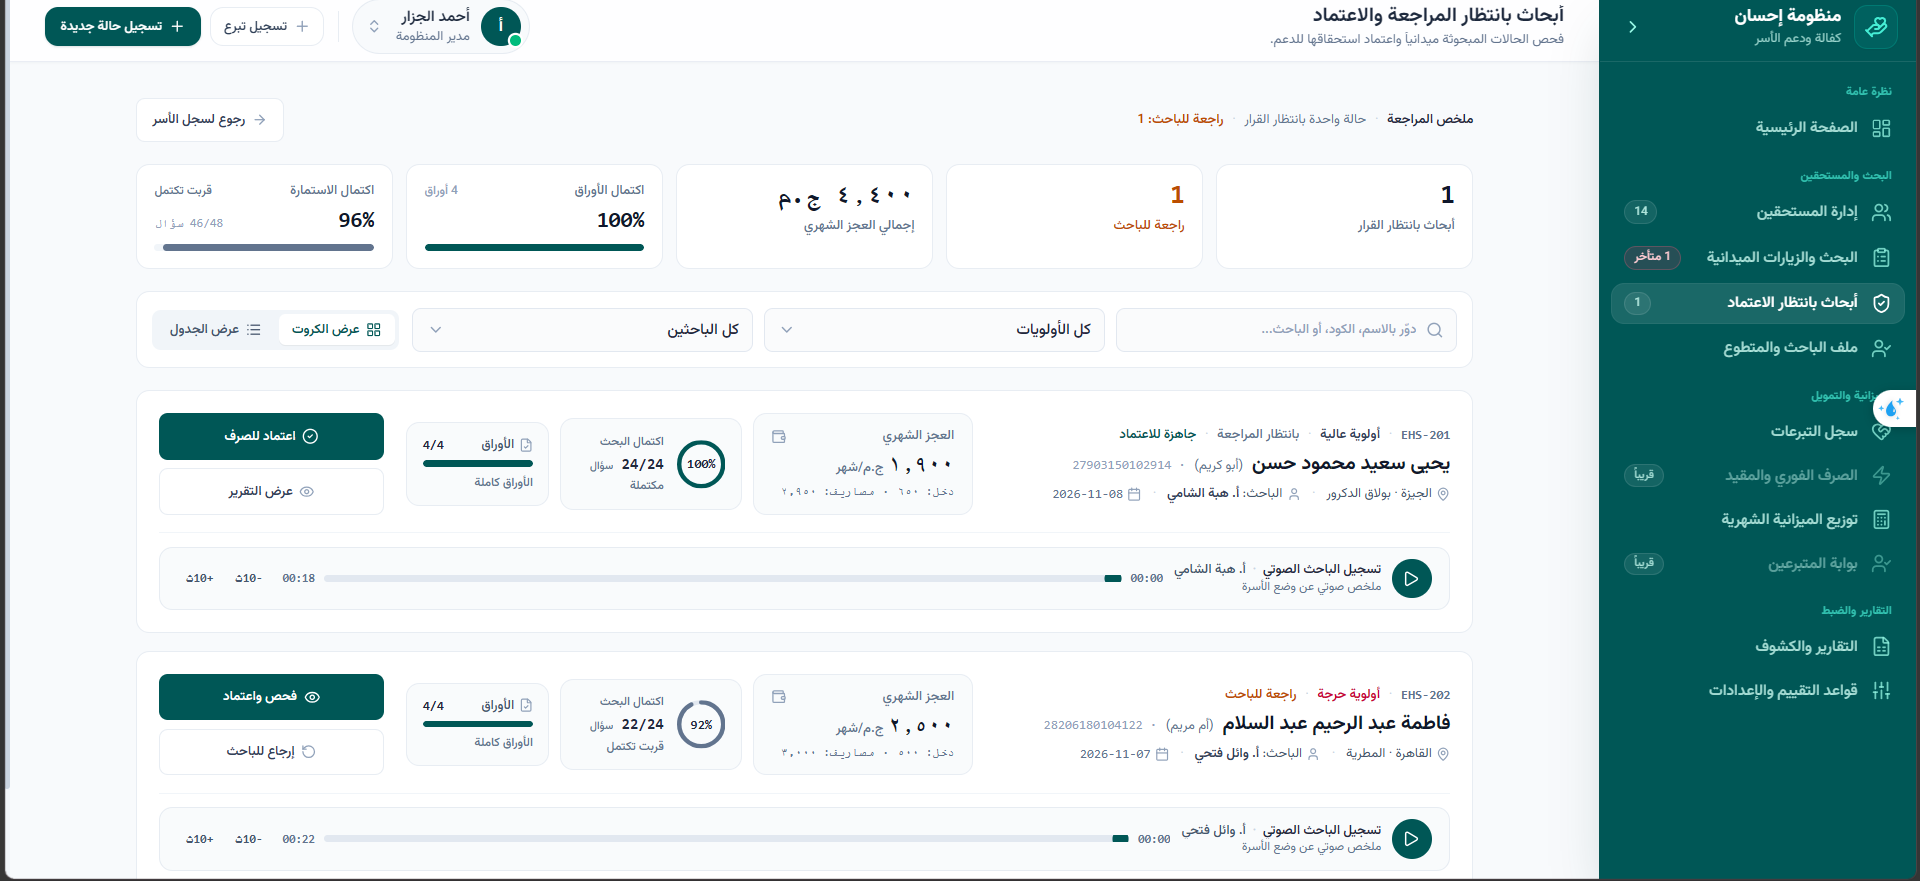 منظومة إحسان
كفالة ودعم الأسر
نظرة عامة
الصفحة الرئيسية
البحث والمستحقين
إدارة المستحقين
14
البحث والزيارات الميدانية
1 متأخر
أبحاث بانتظار الاعتماد
1
ملف الباحث والمتطوع
يزانية والتمويل
سجل التبرعات
الصرف الفوري والمقيد
قريباً
توزيع الميزانية الشهرية
بوابة المتبرعين
قريباً
التقارير والضبط
التقارير والكشوف
قواعد التقييم والإعدادات
أبحاث بانتظار المراجعة والاعتماد
فحص الحالات المبحوثة ميدانياً واعتماد استحقاقها للدعم.
أ
أحمد الجزار
مدير المنظومة
تسجيل تبرع
تسجيل حالة جديدة
ملخص المراجعة · حالة واحدة بانتظار القرار · راجعة للباحث: 1
رجوع لسجل الأسر
1
أبحاث بانتظار القرار
1
راجعة للباحث
٤,٤٠٠ ج.م
إجمالي العجز الشهري
اكتمال الأوراق
4 أوراق
100%
اكتمال الاستمارة
قربت تكتمل
96%
46/48 سؤال
دوّر بالاسم، الكود، أو الباحث...
كل الأولويات
كل الباحثين
عرض الكروت
عرض الجدول
EHS-201 · أولوية عالية · بانتظار المراجعة · جاهزة للاعتماد
يحيى سعيد محمود حسن (أبو كريم) · 27903150102914
الجيزة · بولاق الدكرور · الباحث: أ. هبة الشامي · 2026-11-08
العجز الشهري
١,٩٠٠ ج.م/شهر
دخل: ٦٥٠ · مصاريف: ٢,٩٥٠
100%
اكتمال البحث
24/24 سؤال
مكتملة
الأوراق
4/4
الأوراق كاملة
اعتماد للصرف
عرض التقرير
تسجيل الباحث الصوتي · أ. هبة الشامي
ملخص صوتي عن وضع الأسرة
00:00
00:18
-10ث
+10ث
EHS-202 · أولوية حرجة · راجعة للباحث
فاطمة عبد الرحيم عبد السلام (أم مريم) · 28206180104122
القاهرة · المطرية · الباحث: أ. وائل فتحي · 2026-11-07
العجز الشهري
٢,٥٠٠ ج.م/شهر
دخل: ٥٠٠ · مصاريف: ٣,٠٠٠
92%
اكتمال البحث
22/24 سؤال
قربت تكتمل
الأوراق
4/4
الأوراق كاملة
فحص واعتماد
إرجاع للباحث
تسجيل الباحث الصوتي · أ. وائل فتحي
ملخص صوتي عن وضع الأسرة
00:00
00:22
-10ث
+10ث